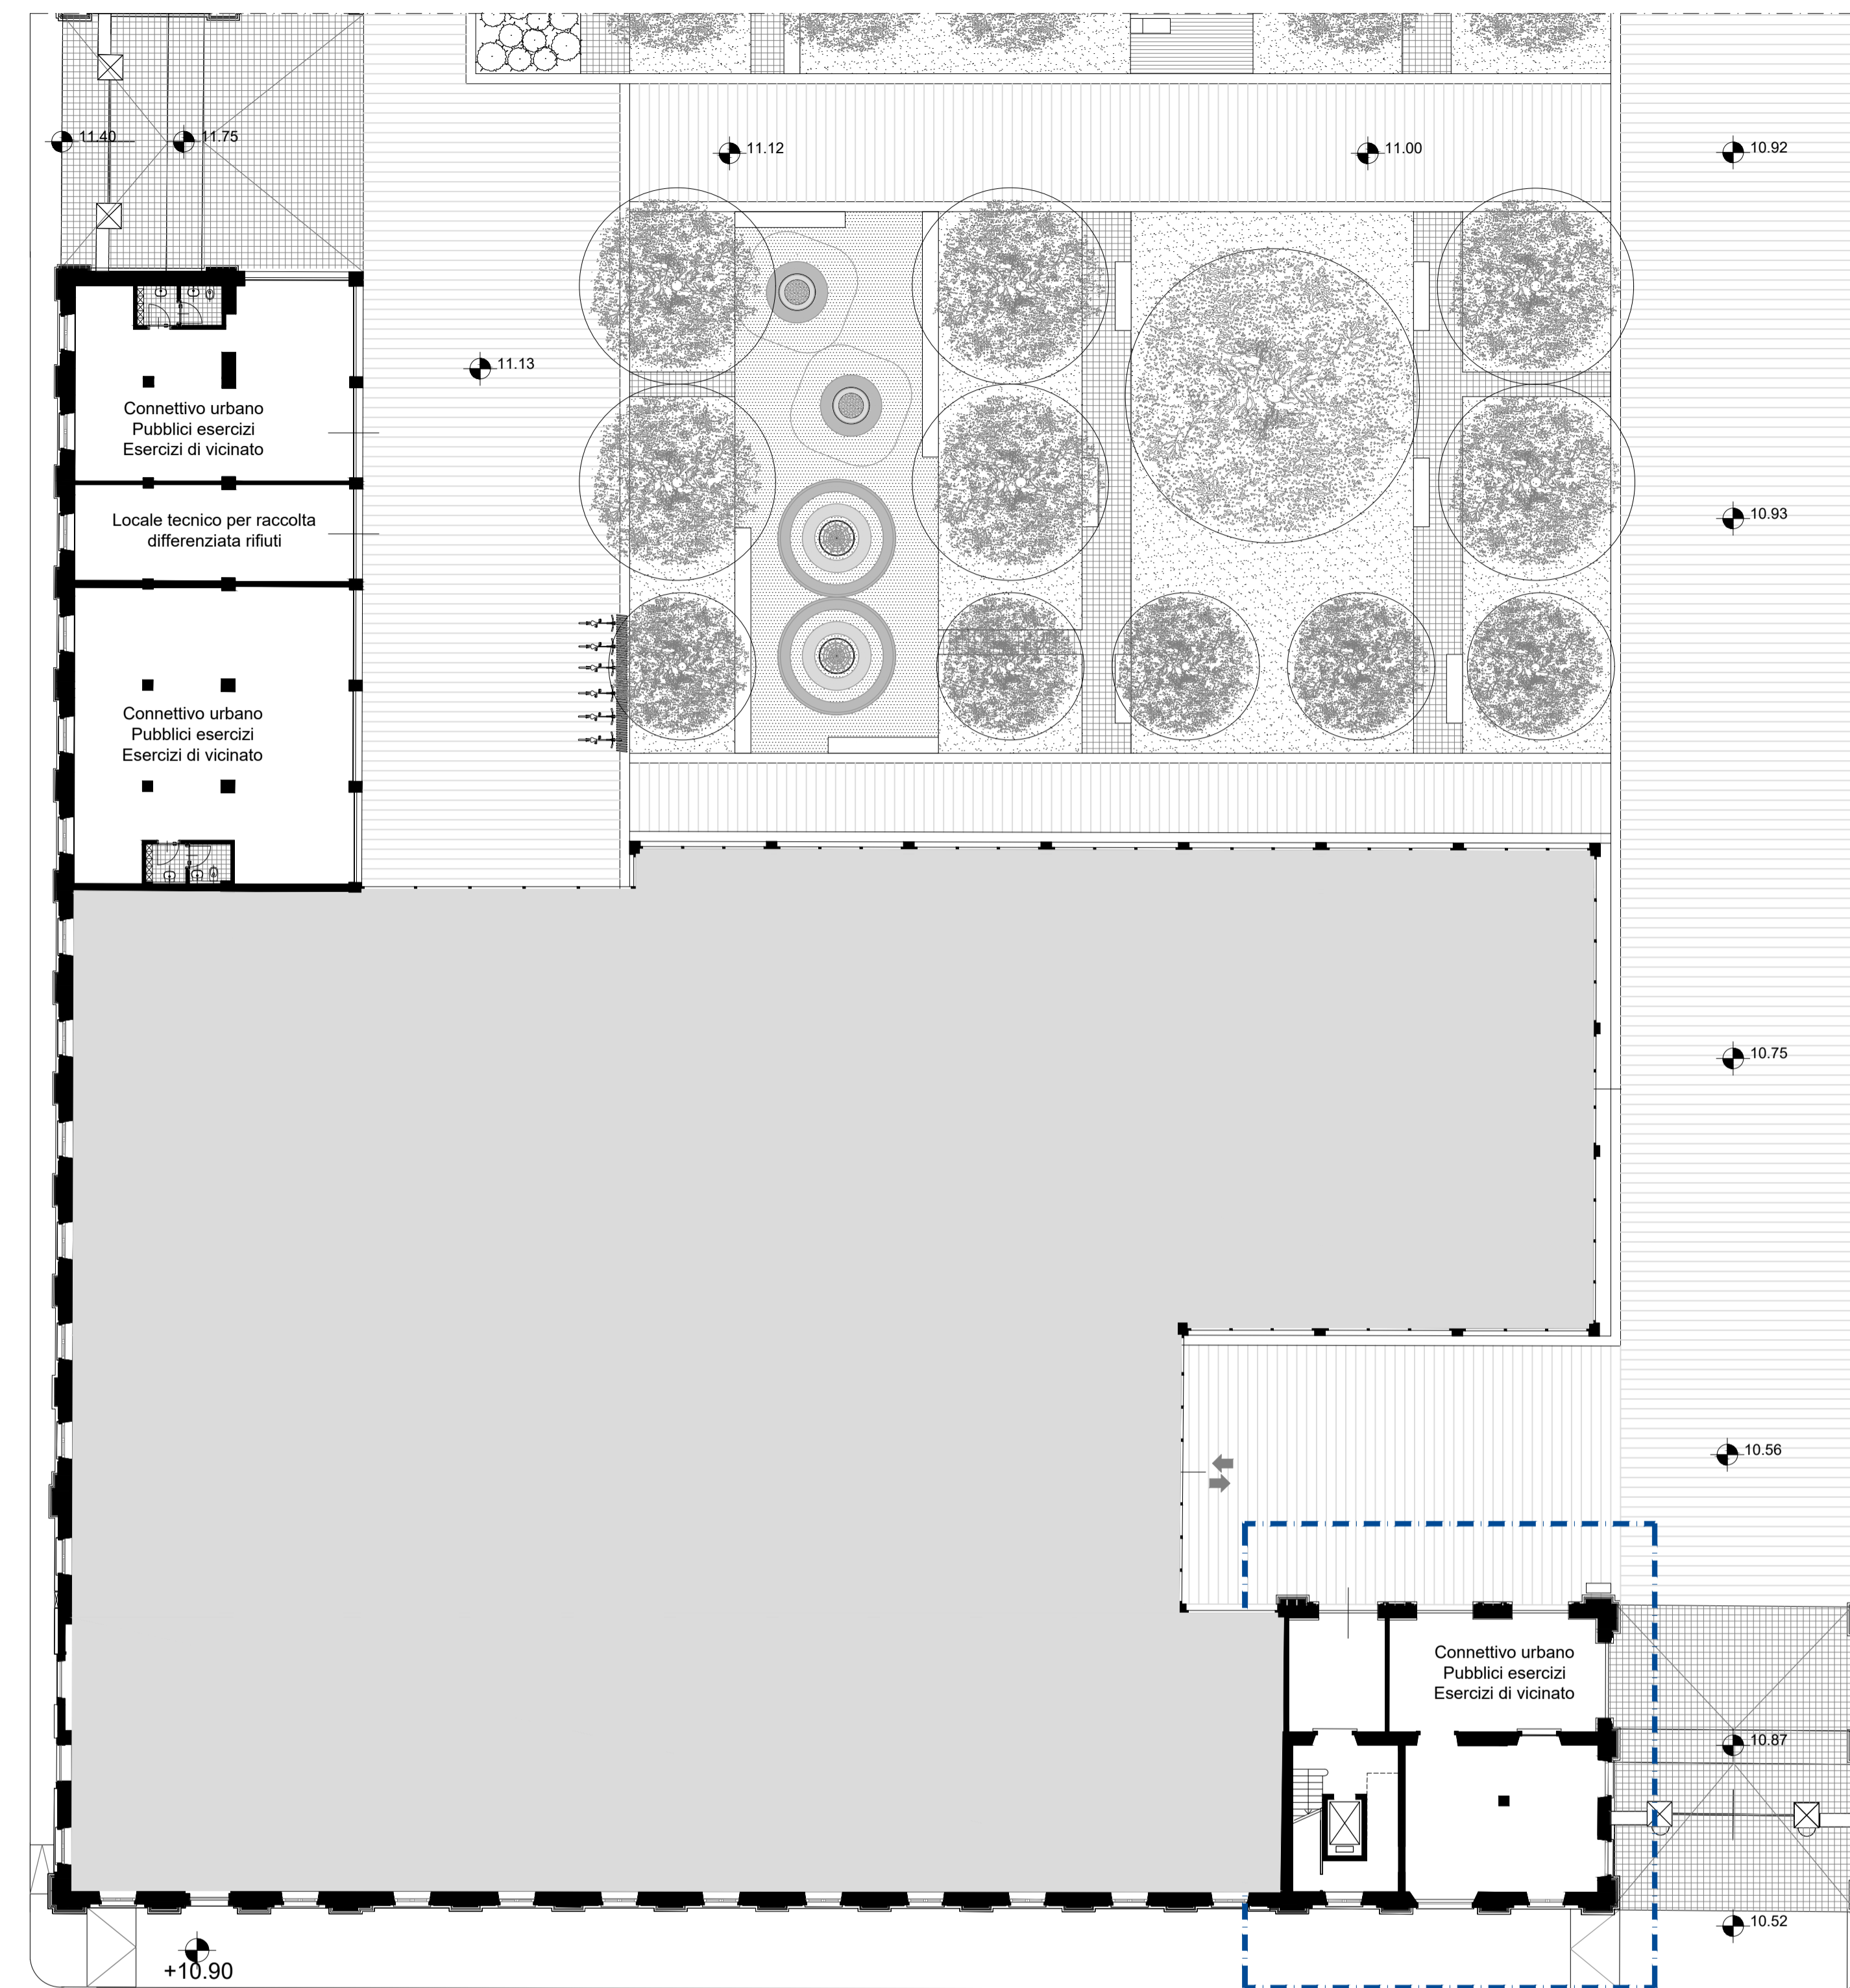 11.40
11.75
11.12
11.00
10.92
11.13
Connettivo urbano
Pubblici esercizi
Esercizi di vicinato
Locale tecnico per raccolta
differenziata rifiuti
10.93
Connettivo urbano
Pubblici esercizi
Esercizi di vicinato
10.75
10.56
Connettivo urbano
Pubblici esercizi
Esercizi di vicinato
10.87
10.52
+10.90